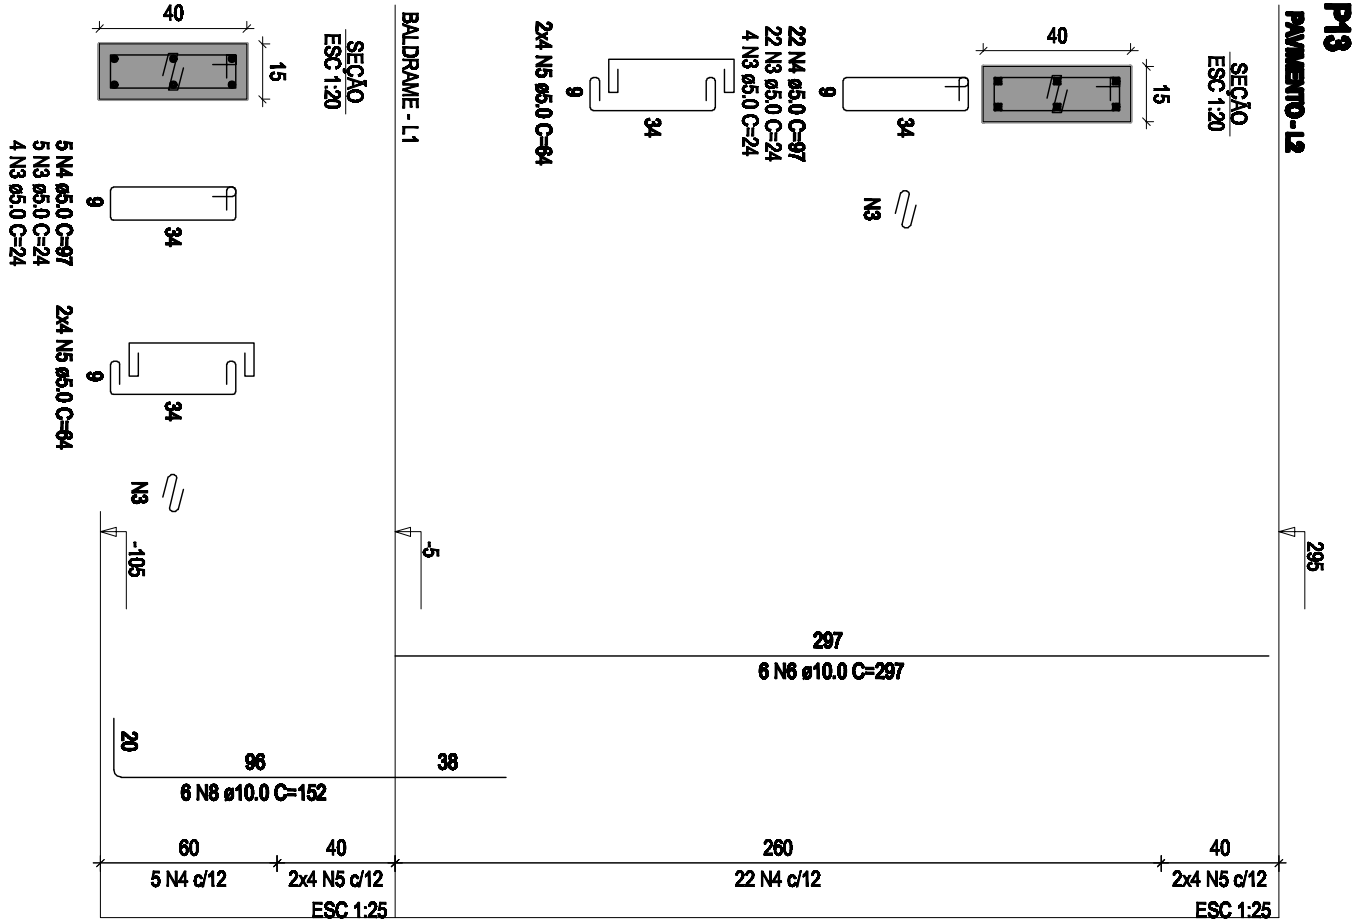 P13
PAVIMENTO - L2
SEÇÃO
ESC 1:20
40
15
34
9
22 N4 ø5.0 C=97
22 N3 ø5.0 C=24
4 N3 ø5.0 C=24
N3
34
9
2x4 N5 ø5.0 C=64
295
BALDRAME - L1
SEÇÃO
ESC 1:20
40
15
34
9
5 N4 ø5.0 C=97
5 N3 ø5.0 C=24
4 N3 ø5.0 C=24
34
9
2x4 N5 ø5.0 C=64
N3
-5
-105
297
6 N6 ø10.0 C=297
20
96
38
6 N8 ø10.0 C=152
60
40
260
40
5 N4 c/12
2x4 N5 c/12
22 N4 c/12
2x4 N5 c/12
ESC 1:25
ESC 1:25